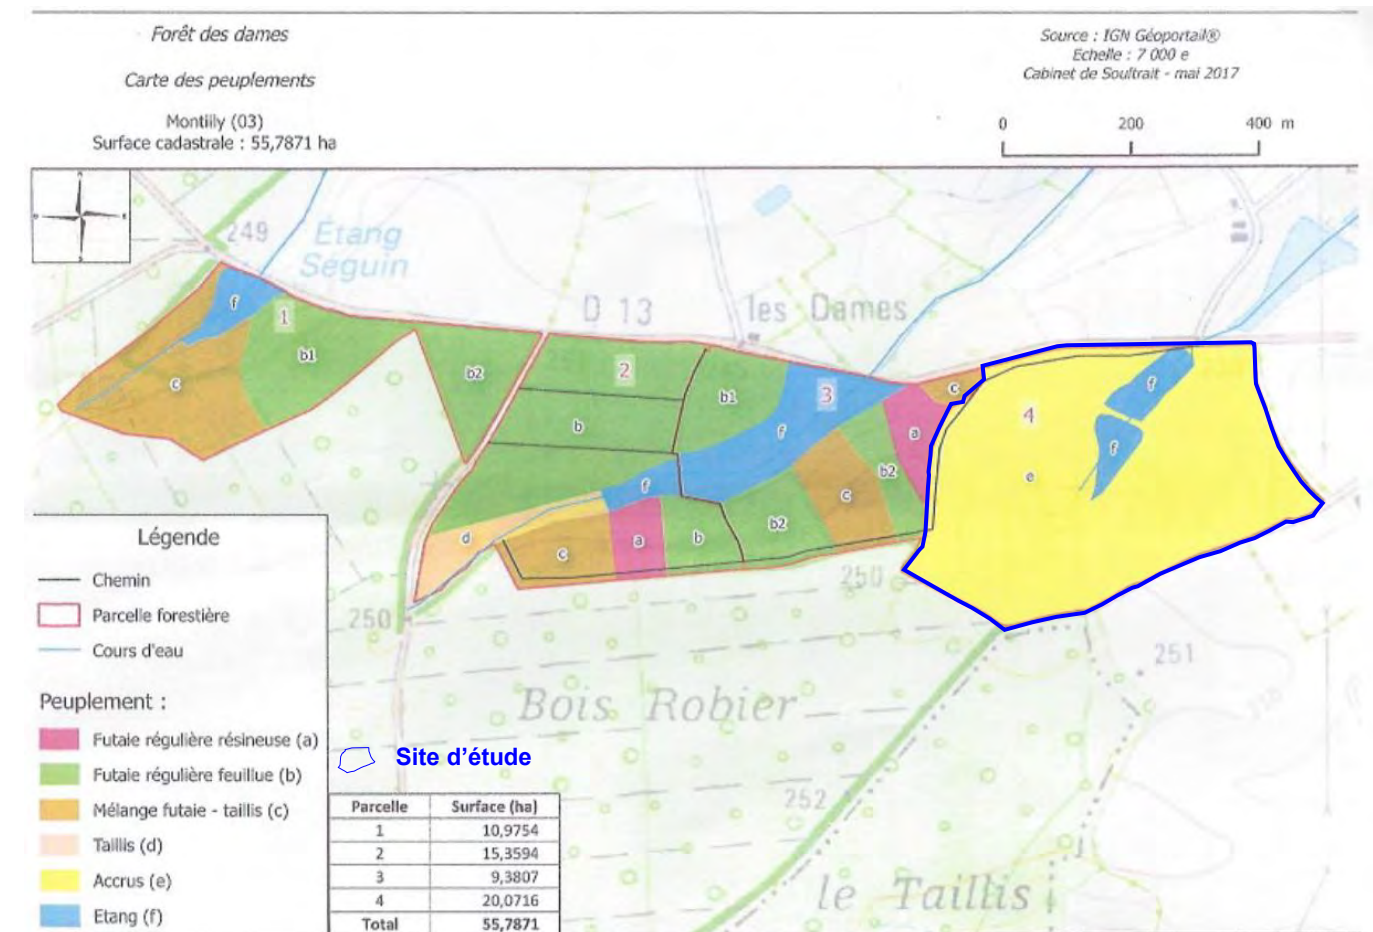 Forêt des dames
Carte des peuplements
Montilly (03)
Surface cadastrale : 55,7871 ha
Source : IGN Géoportail®
Echelle : 7 000 e
Cabinet de Soultrait - mai 2017
0 200 400 m
249
Etang
Seguin
D 13
les Dames
f
1
b1
c
b2
2
b
b1
3
f
c
a
b2
4
e
f
f
f
d
c
a
b
b2
c
250
250
251
252
Bois Robier
le Taillis
Légende
Chemin
Parcelle forestière
Cours d'eau
Peuplement :
Futaie régulière résineuse (a)
Futaie régulière feuillue (b)
Mélange futaie - taillis (c)
Taillis (d)
Accrus (e)
Etang (f)
Site d'étude
Parcelle Surface (ha)
1 10,9754
2 15,3594
3 9,3807
4 20,0716
Total 55,7871